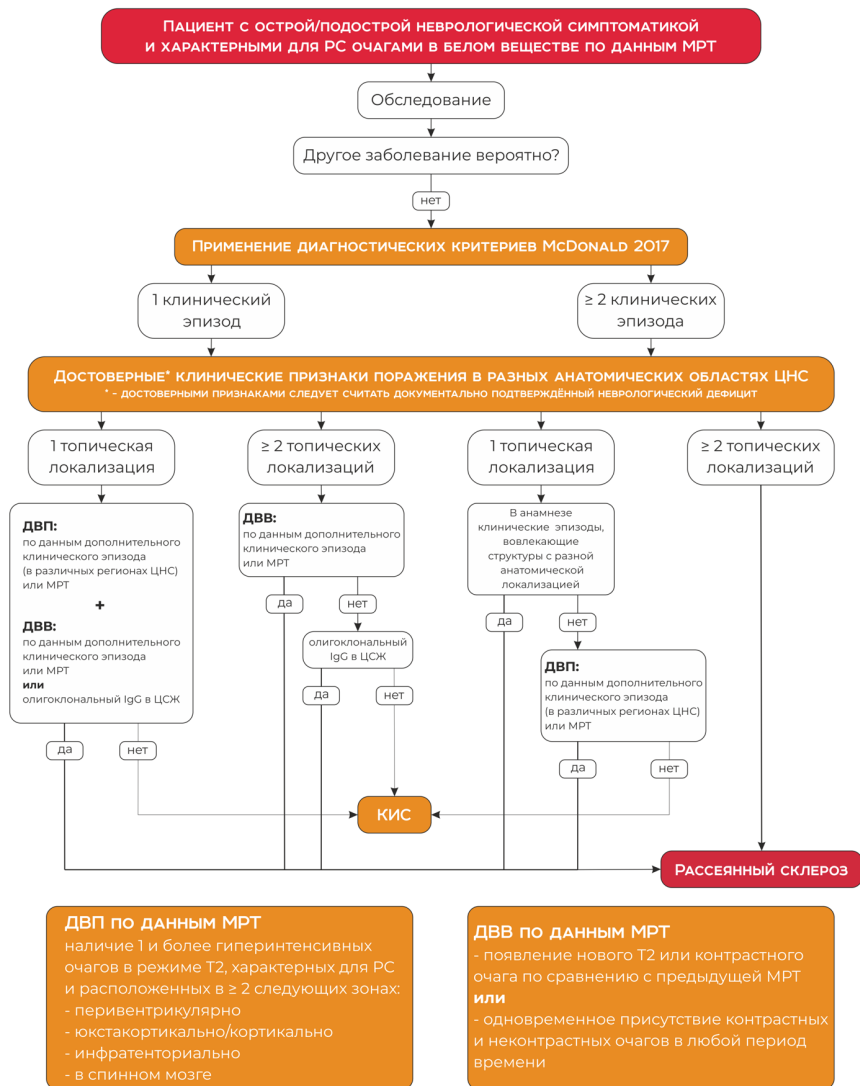 Пациент с острой/подострой неврологической симптоматикой
и характерными для РС очагами в белом веществе по данным МРТ
Обследование
Другое заболевание вероятно?
нет
Применение диагностических критериев McDonald 2017
1 клинический
эпизод
≥ 2 клинических
эпизода
Достоверные* клинические признаки поражения в разных анатомических областях ЦНС
* - достоверными признаками следует считать документально подтверждённый неврологический дефицит
1 топическая
локализация
≥ 2 топических
локализаций
1 топическая
локализация
≥ 2 топических
локализаций
ДВП:
по данным дополнительного
клинического эпизода
(в различных регионах ЦНС)
или МРТ
+
ДВВ:
по данным дополнительного
клинического эпизода
или МРТ
или
олигоклональный IgG в ЦСЖ
да
нет
ДВВ:
по данным дополнительного
клинического эпизода
или МРТ
да
нет
олигоклональный
IgG в ЦСЖ
да
нет
В анамнезе
клинические эпизоды,
вовлекающие
структуры с разной
анатомической
локализацией
да
нет
ДВП:
по данным дополнительного
клинического эпизода
(в различных регионах ЦНС)
или МРТ
да
нет
КИС
Рассеянный склероз
ДВП по данным МРТ
наличие 1 и более гиперинтенсивных
очагов в режиме Т2, характерных для РС
и расположенных в ≥ 2 следующих зонах:
- перивентрикулярно
- юкстакортикально/кортикально
- инфратенториально
- в спинном мозге
ДВВ по данным МРТ
- появление нового Т2 или контрастного
очага по сравнению с предыдущей МРТ
или
- одновременное присутствие контрастных
и неконтрастных очагов в любой период
времени